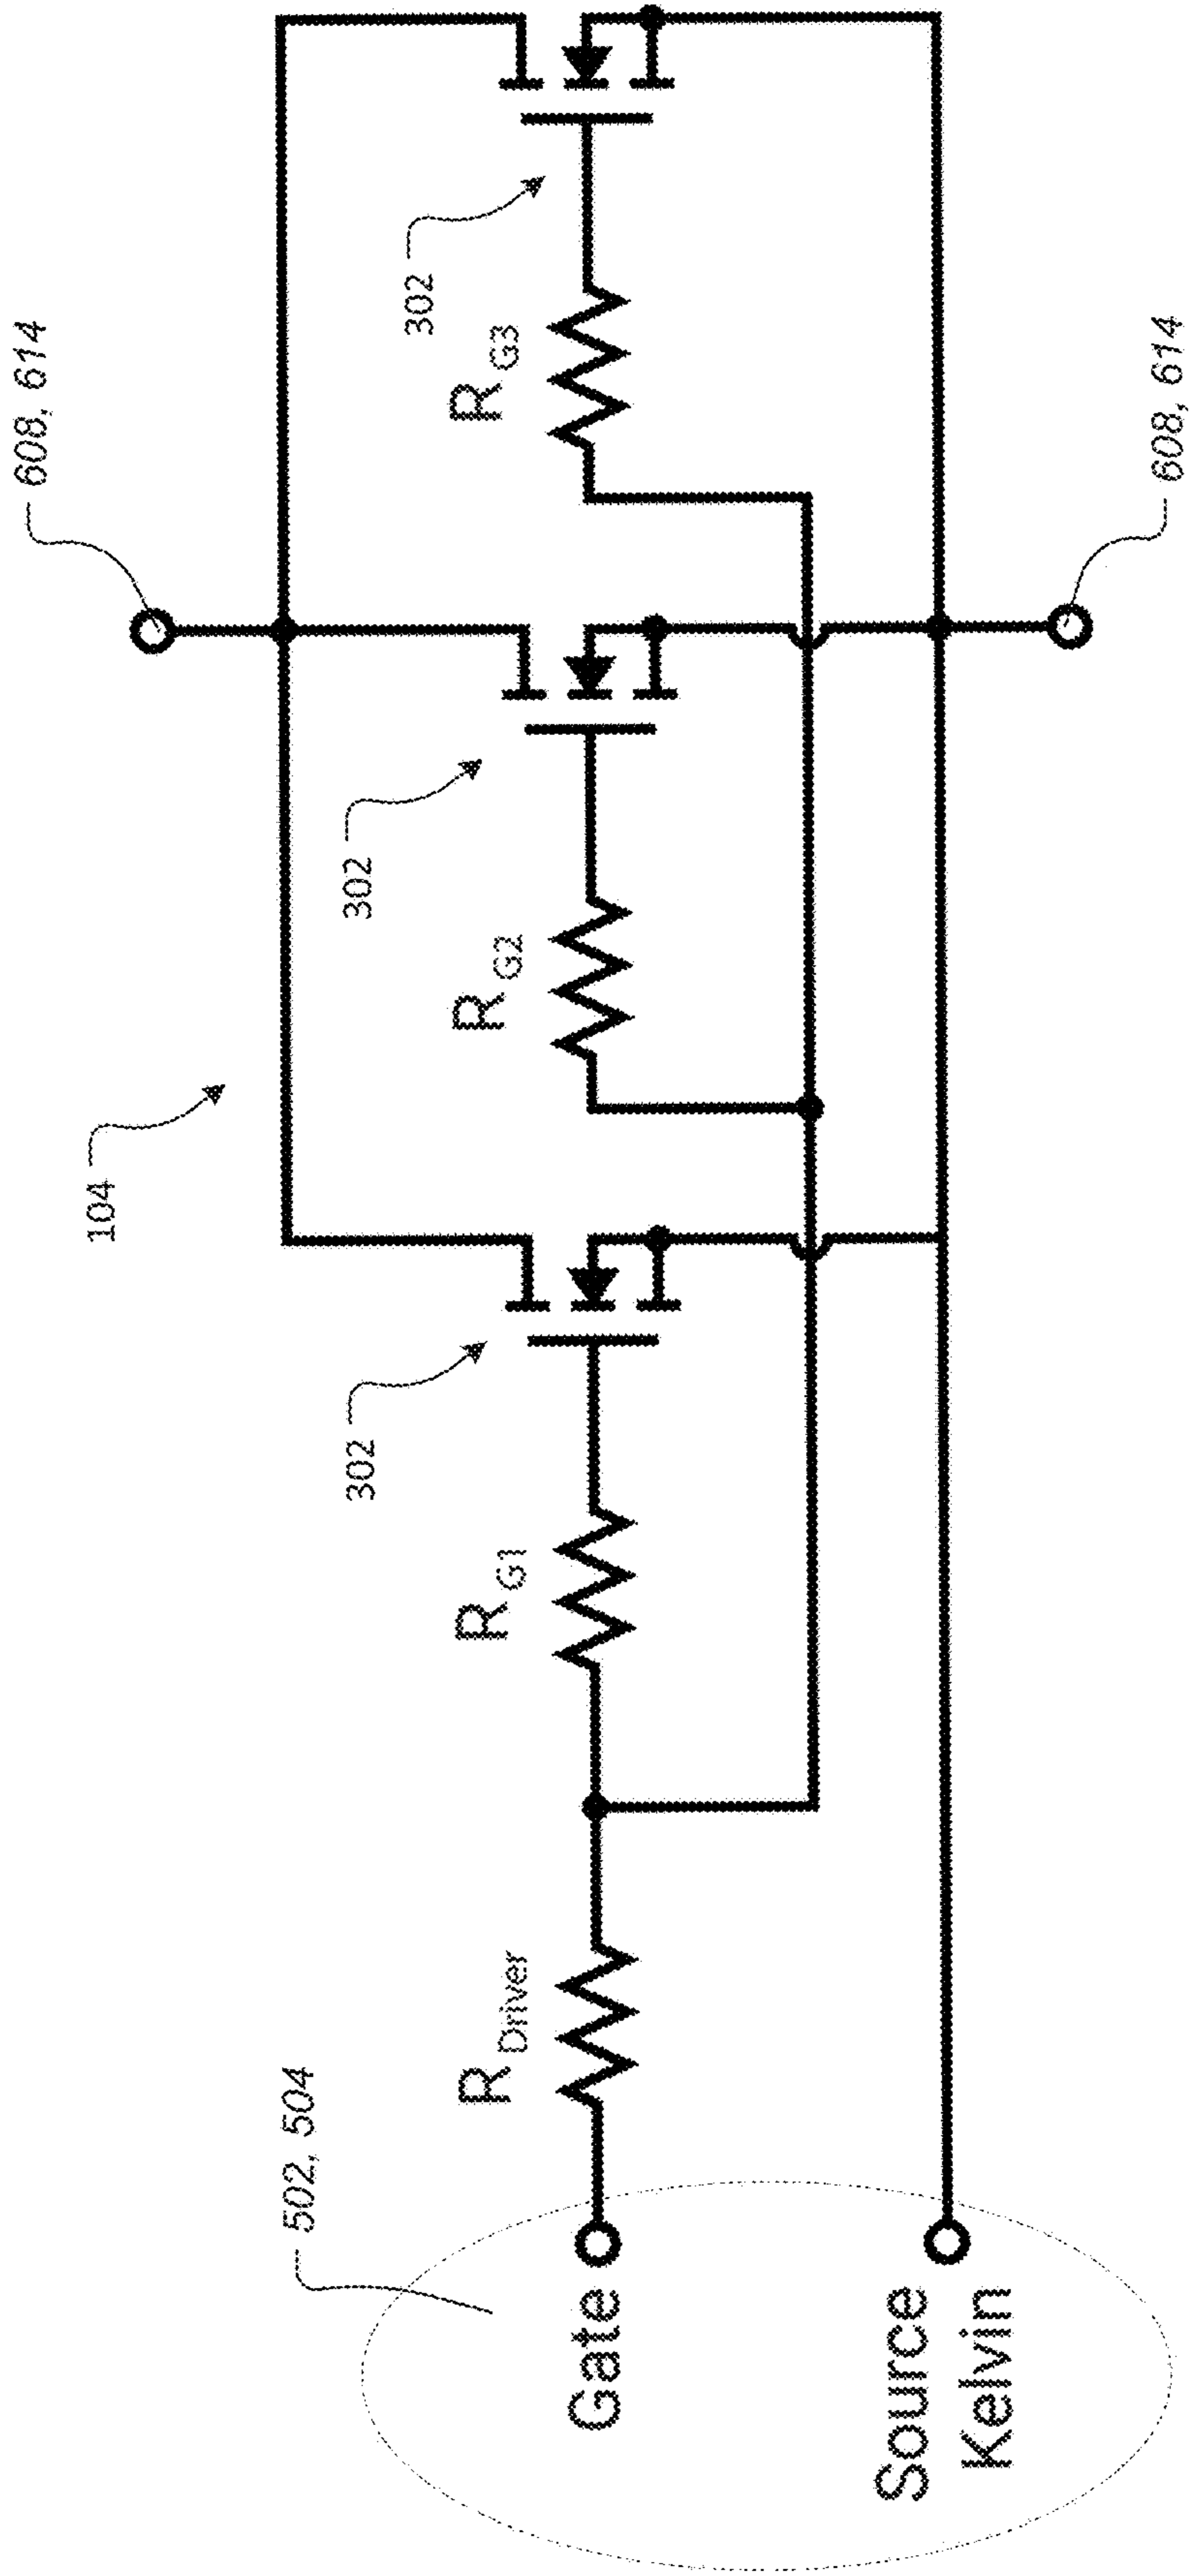 608, 614
104
302
302
302
502, 504
R Driver
R G1
R G2
R G3
Gate
Source
Kelvin
608, 614